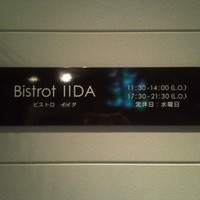 Bistrot IIDA
ビストロ イイダ
11:30-14:00(L.O.)
17:30-21:30(L.O.)
定休日：水曜日